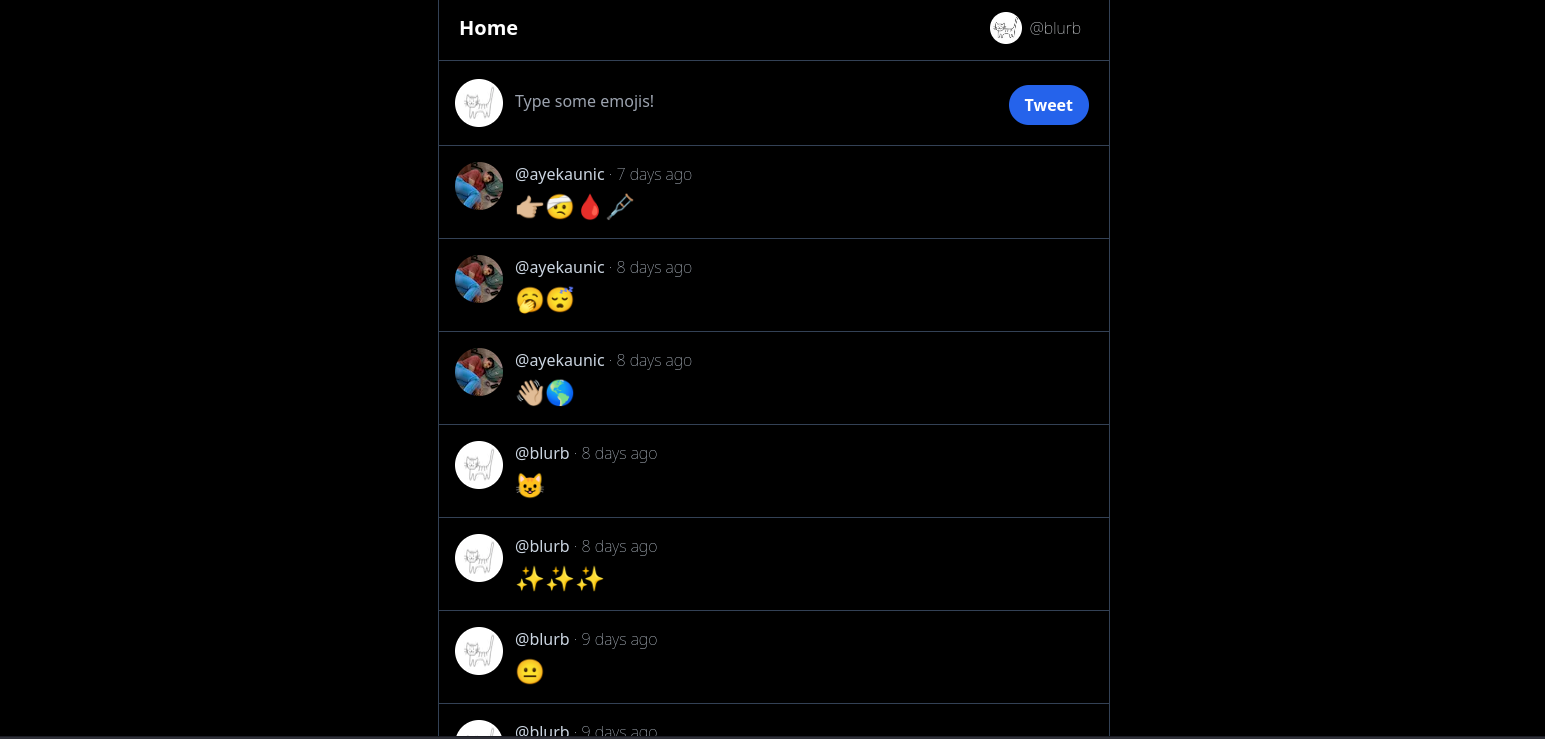 Home
@blurb
Type some emojis!
Tweet
@ayekaunic · 7 days ago
👉🏼🤕🩸🩼
@ayekaunic · 8 days ago
🥱😴
@ayekaunic · 8 days ago
👋🏼🌎
@blurb · 8 days ago
😺
@blurb · 8 days ago
✨✨✨
@blurb · 9 days ago
😐
@blurb · 9 days ago